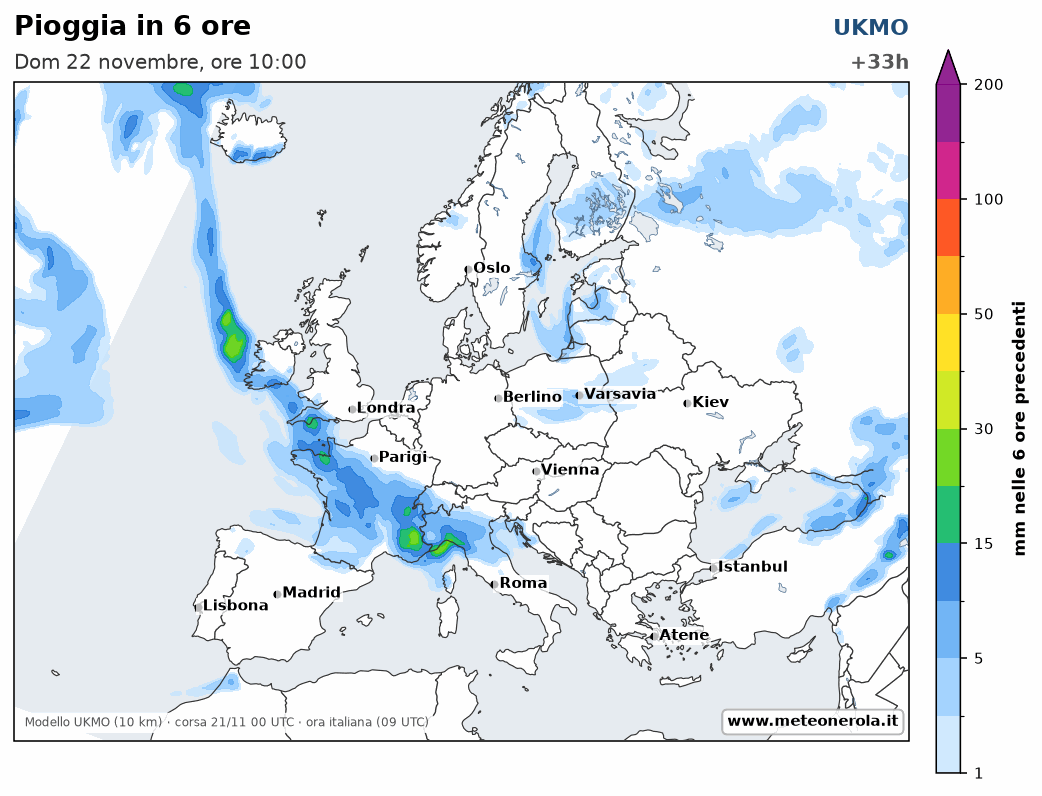 Pioggia in 6 ore
UKMO
Dom 22 novembre, ore 10:00
+33h
200
100
50
30
15
5
1
mm nelle 6 ore precedenti
Oslo
Berlino
Varsavia
Kiev
Londra
Parigi
Vienna
Istanbul
Roma
Madrid
Lisbona
Atene
Modello UKMO (10 km) · corsa 21/11 00 UTC · ora italiana (09 UTC)
www.meteonerola.it